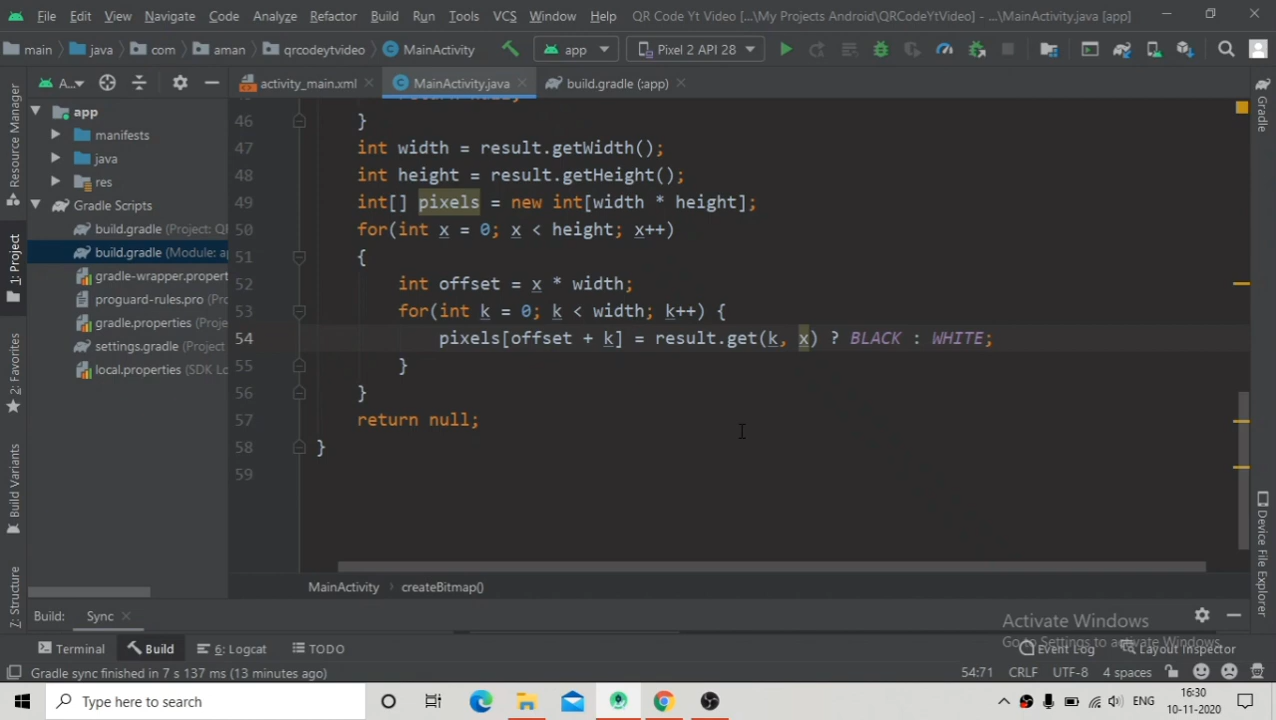 File Edit View Navigate Code Analyze Refactor Build Run Tools VCS Window Help QR Code Yt Video [...\My Projects Android\QRCodeYtVideo] - ...\MainActivity.java [app]
main java com aman qrcodeytvideo MainActivity app Pixel 2 API 28
A... activity_main.xml MainActivity.java build.gradle (:app)
Resource Manager
1: Project
2: Favorites
Build Variants
7: Structure
app
manifests
java
res
Gradle Scripts
build.gradle (Project: QR
build.gradle (Module: ap
gradle-wrapper.propert
proguard-rules.pro (Pro
gradle.properties (Proje
settings.gradle (Project
local.properties (SDK Lo
46 }
47 int width = result.getWidth();
48 int height = result.getHeight();
49 int[] pixels = new int[width * height];
50 for(int x = 0; x < height; x++)
51 {
52 int offset = x * width;
53 for(int k = 0; k < width; k++) {
54 pixels[offset + k] = result.get(k, x) ? BLACK : WHITE;
55 }
56 }
57 return null;
58 }
59
Gradle
Device File Explorer
MainActivity createBitmap()
Build: Sync
Activate Windows
Go to Settings to activate Windows.
Terminal Build 6: Logcat TODO Event Log Layout Inspector
Gradle sync finished in 7 s 137 ms (13 minutes ago) 54:71 CRLF UTF-8 4 spaces
Type here to search ENG 16:30
10-11-2020